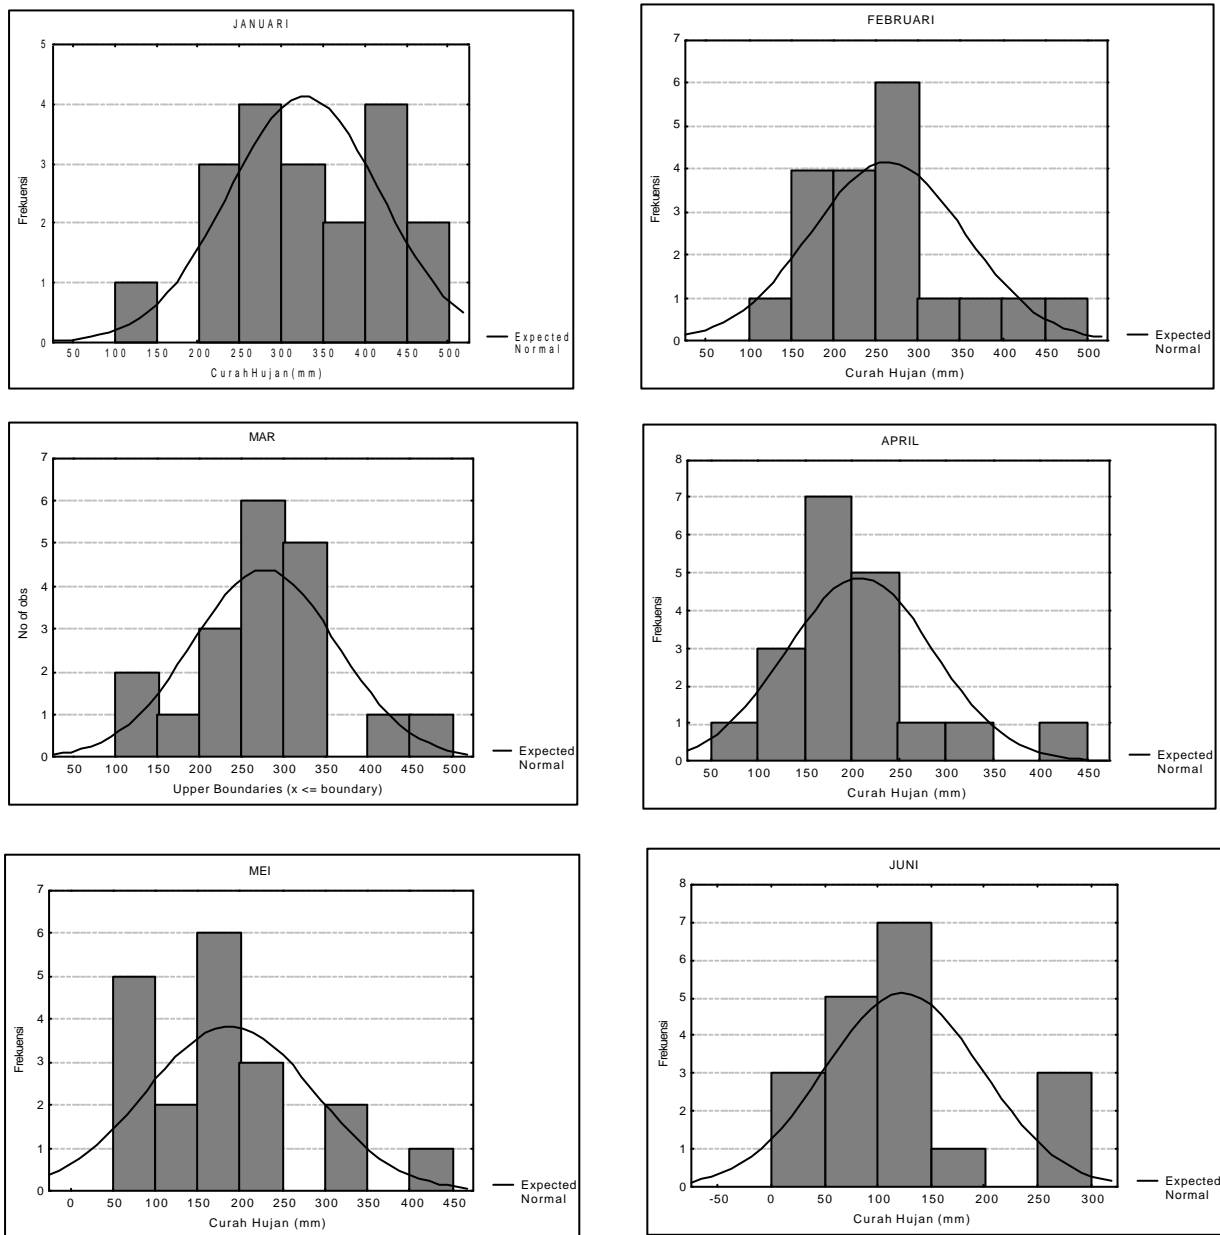 JANUARI
5
4
3
2
1
0
Frekuensi
50 100 150 200 250 300 350 400 450 500
Curah Hujan (mm)
Expected
Normal
FEBRUARI
7
6
5
4
3
2
1
0
Frekuensi
50 100 150 200 250 300 350 400 450 500
Curah Hujan (mm)
Expected
Normal
MAR
7
6
5
4
3
2
1
0
No of obs
50 100 150 200 250 300 350 400 450 500
Upper Boundaries (x <= boundary)
Expected
Normal
APRIL
8
7
6
5
4
3
2
1
0
Frekuensi
50 100 150 200 250 300 350 400 450
Curah Hujan (mm)
Expected
Normal
MEI
7
6
5
4
3
2
1
0
Frekuensi
0 50 100 150 200 250 300 350 400 450
Curah Hujan (mm)
Expected
Normal
JUNI
8
7
6
5
4
3
2
1
0
Frekuensi
-50 0 50 100 150 200 250 300
Curah Hujan (mm)
Expected
Normal